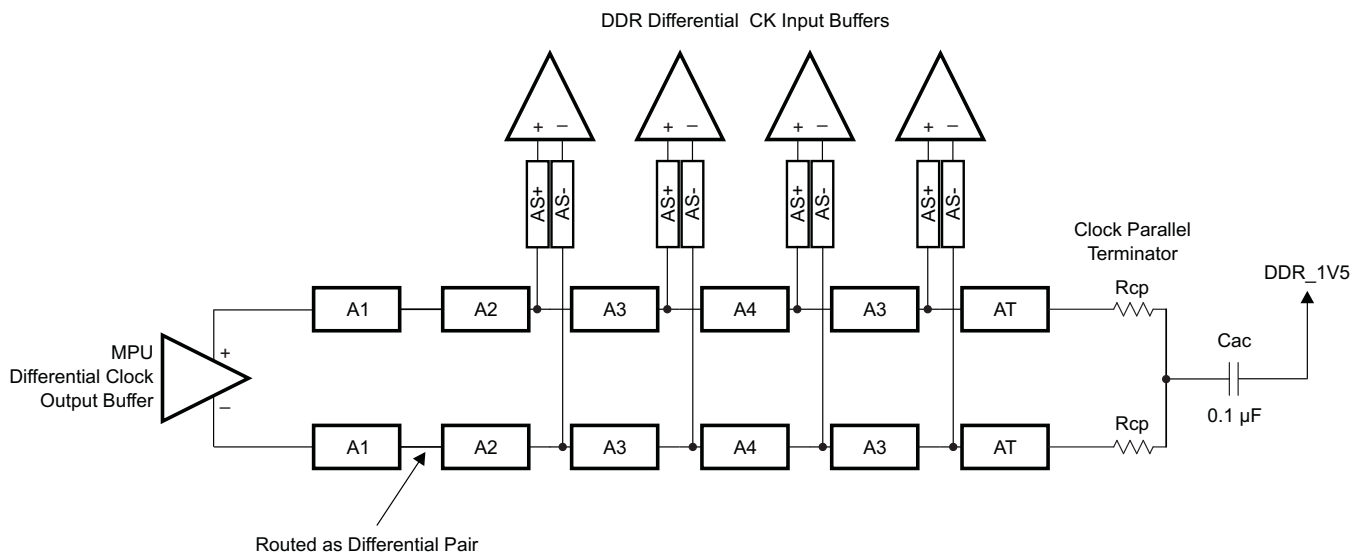 DDR Differential CK Input Buffers
+ − + − + − + −
AS+ AS- AS+ AS- AS+ AS- AS+ AS-
Clock Parallel
Terminator
DDR_1V5
Rcp
A1 A2 A3 A4 A3 AT
MPU
Differential Clock
Output Buffer
+
−
Cac
0.1 µF
Rcp
A1 A2 A3 A4 A3 AT
Routed as Differential Pair